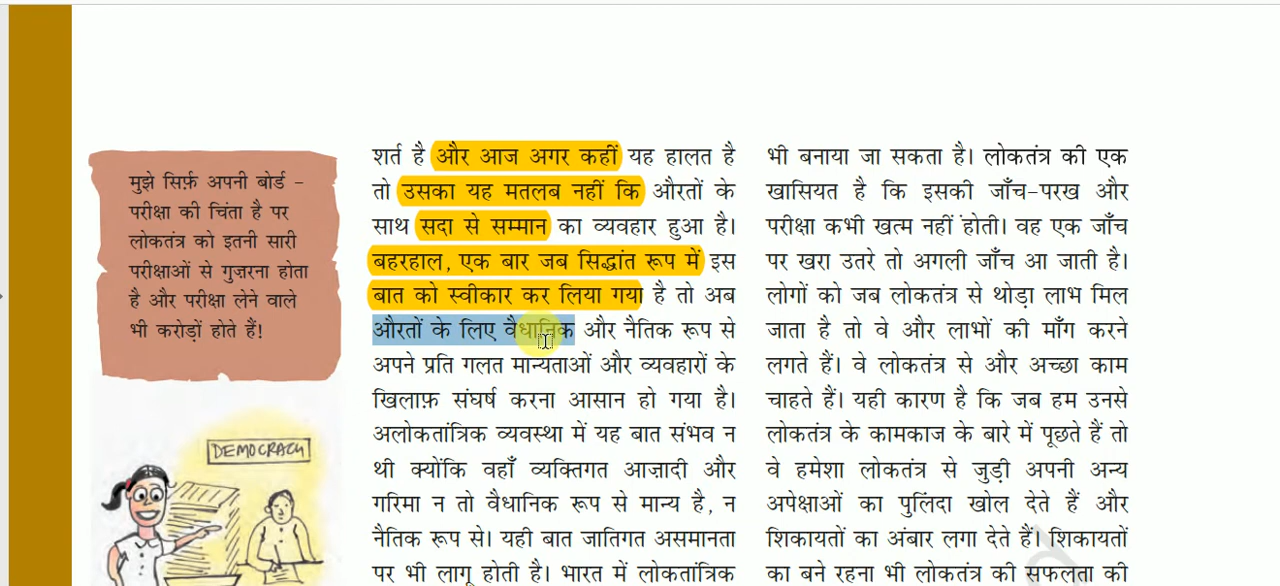 मुझे सिर्फ़ अपनी बोर्ड –
परीक्षा की चिंता है पर
लोकतंत्र को इतनी सारी
परीक्षाओं से गुजरना होता
है और परीक्षा लेने वाले
भी करोड़ों होते हैं!
DEMOCRACY
शर्त है और आज अगर कहीं यह हालत है
तो उसका यह मतलब नहीं कि औरतों के
साथ सदा से सम्मान का व्यवहार हुआ है।
बहरहाल, एक बार जब सिद्धांत रूप में इस
बात को स्वीकार कर लिया गया है तो अब
औरतों के लिए वैधानिक और नैतिक रूप से
अपने प्रति गलत मान्यताओं और व्यवहारों के
खिलाफ़ संघर्ष करना आसान हो गया है।
अलोकतांत्रिक व्यवस्था में यह बात संभव न
थी क्योंकि वहाँ व्यक्तिगत आज़ादी और
गरिमा न तो वैधानिक रूप से मान्य है, न
नैतिक रूप से। यही बात जातिगत असमानता
पर भी लागू होती है। भारत में लोकतांत्रिक
भी बनाया जा सकता है। लोकतंत्र की एक
खासियत है कि इसकी जाँच-परख और
परीक्षा कभी खत्म नहीं होती। वह एक जाँच
पर खरा उतरे तो अगली जाँच आ जाती है।
लोगों को जब लोकतंत्र से थोड़ा लाभ मिल
जाता है तो वे और लाभों की माँग करने
लगते हैं। वे लोकतंत्र से और अच्छा काम
चाहते हैं। यही कारण है कि जब हम उनसे
लोकतंत्र के कामकाज के बारे में पूछते हैं तो
वे हमेशा लोकतंत्र से जुड़ी अपनी अन्य
अपेक्षाओं का पुलिंदा खोल देते हैं और
शिकायतों का अंबार लगा देते हैं। शिकायतों
का बने रहना भी लोकतंत्र की सफलता की